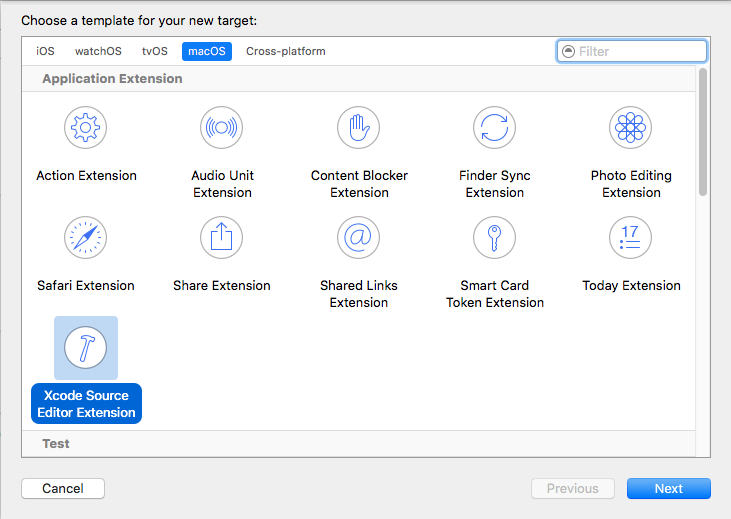 Choose a template for your new target:
iOS watchOS tvOS macOS Cross-platform Filter
Application Extension
Action Extension
Audio Unit
Extension
Content Blocker
Extension
Finder Sync
Extension
Photo Editing
Extension
Safari Extension
Share Extension
Shared Links
Extension
Smart Card
Token Extension
17
Today Extension
Xcode Source
Editor Extension
Test
Cancel Previous Next